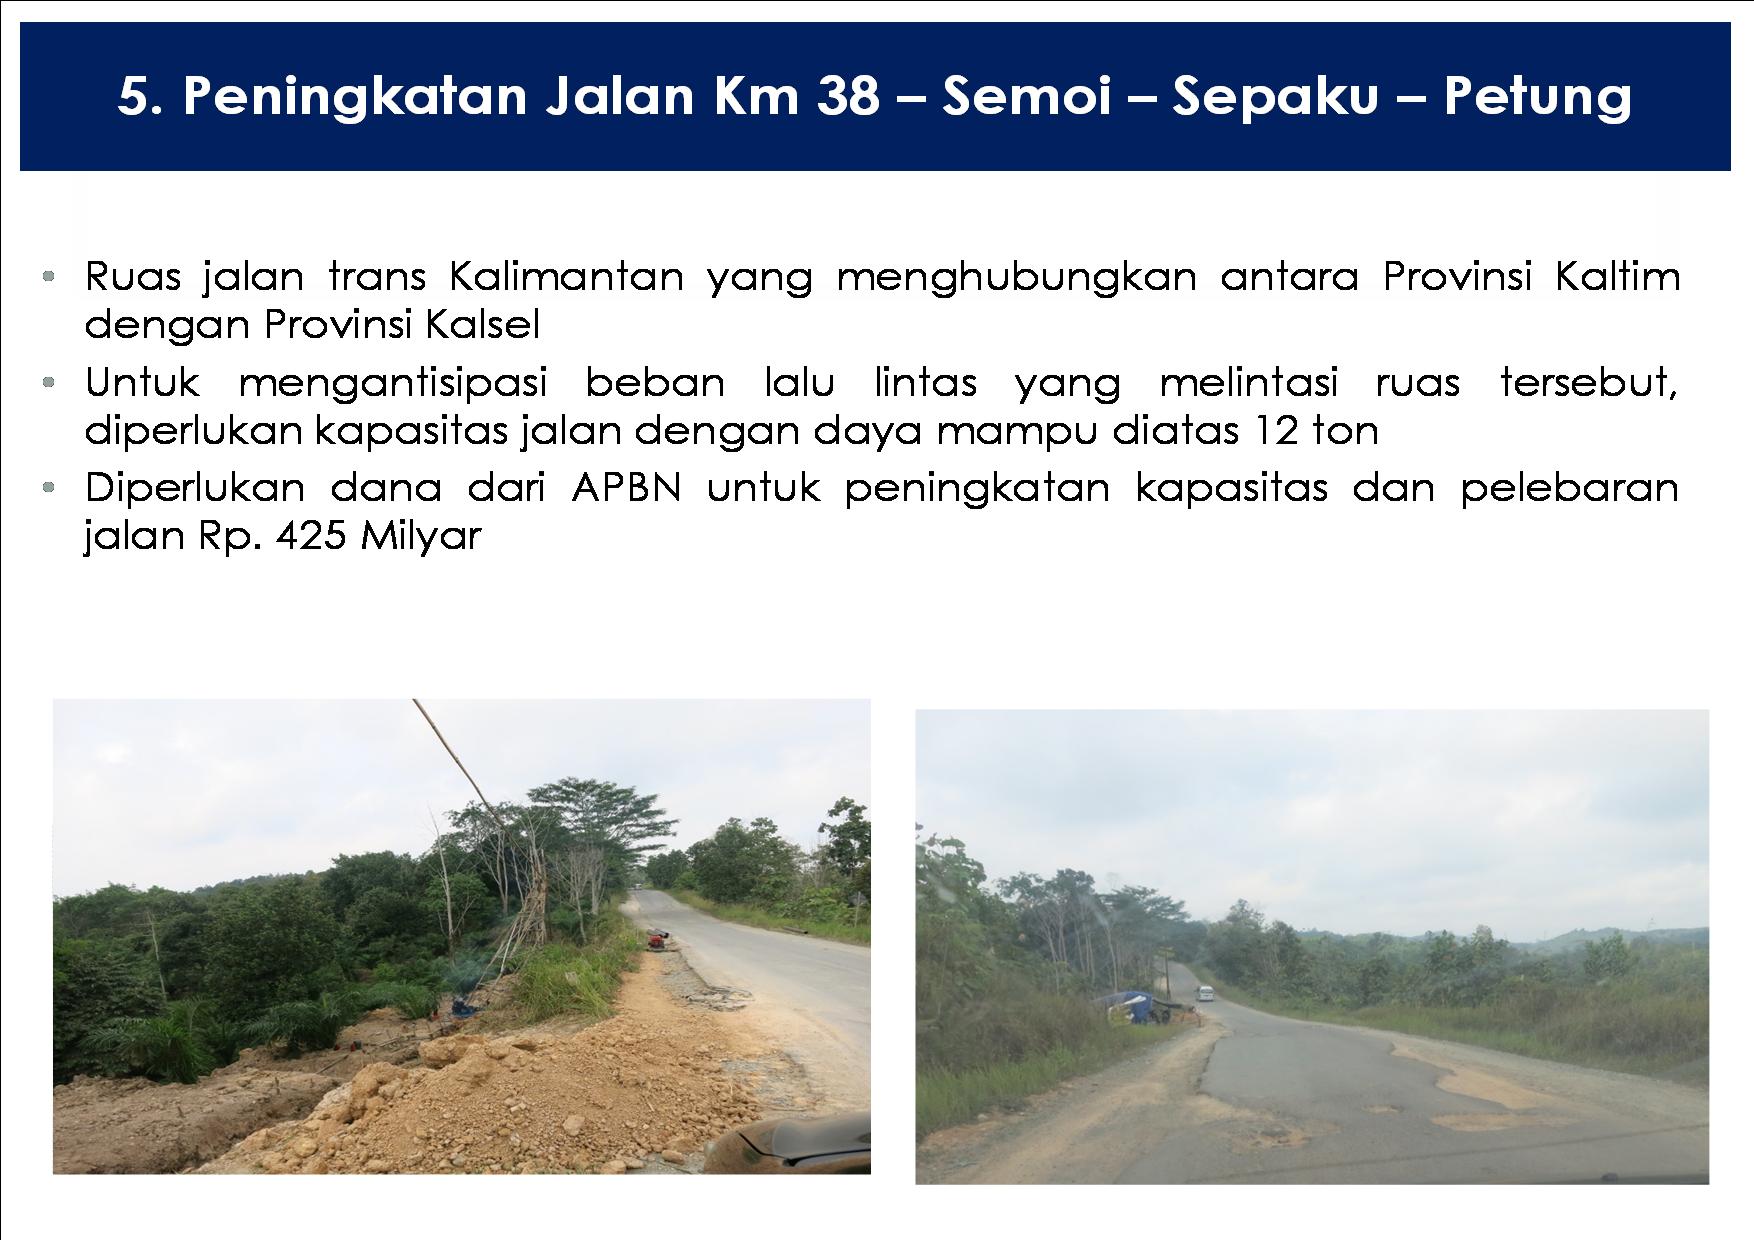 5. Peningkatan Jalan Km 38 – Semoi – Sepaku – Petung
• Ruas jalan trans Kalimantan yang menghubungkan antara Provinsi Kaltim
dengan Provinsi Kalsel
• Untuk mengantisipasi beban lalu lintas yang melintasi ruas tersebut,
diperlukan kapasitas jalan dengan daya mampu diatas 12 ton
• Diperlukan dana dari APBN untuk peningkatan kapasitas dan pelebaran
jalan Rp. 425 Milyar